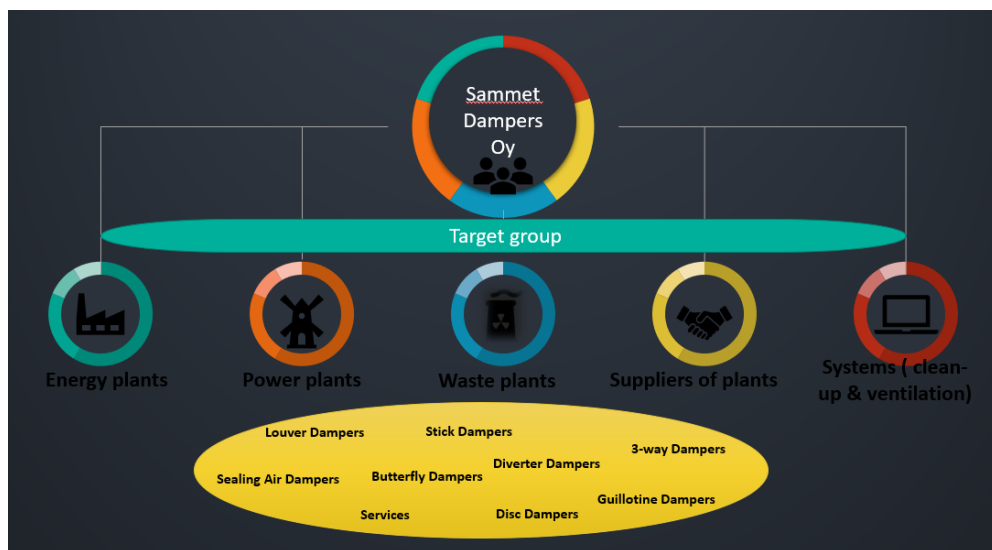 Sammet
Dampers
Oy
Target group
Energy plants
Power plants
Waste plants
Suppliers of plants
Systems ( clean-
up & ventilation)
Louver Dampers
Stick Dampers
3-way Dampers
Sealing Air Dampers
Butterfly Dampers
Diverter Dampers
Guillotine Dampers
Services
Disc Dampers